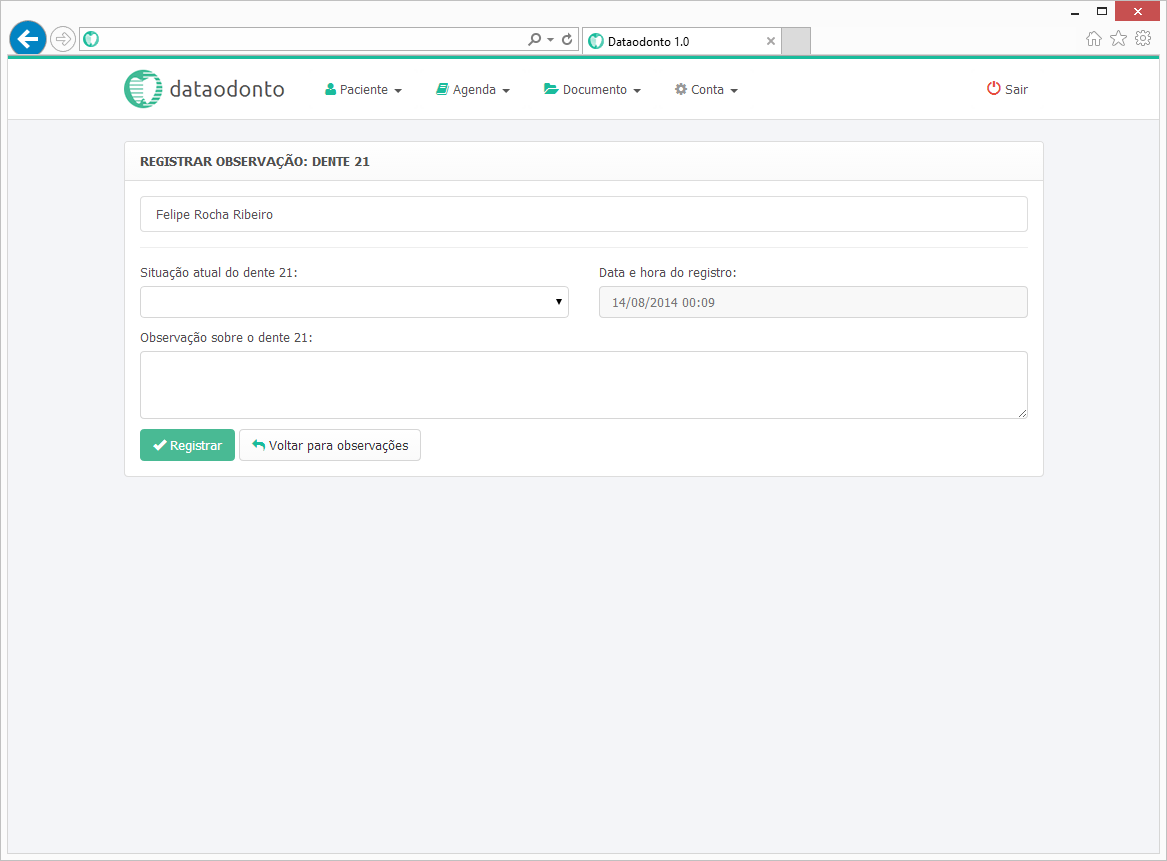 Dataodonto 1.0
dataodonto
Paciente
Agenda
Documento
Conta
Sair
REGISTRAR OBSERVAÇÃO: DENTE 21
Felipe Rocha Ribeiro
Situação atual do dente 21:
Data e hora do registro:
14/08/2014 00:09
Observação sobre o dente 21:
Registrar
Voltar para observações